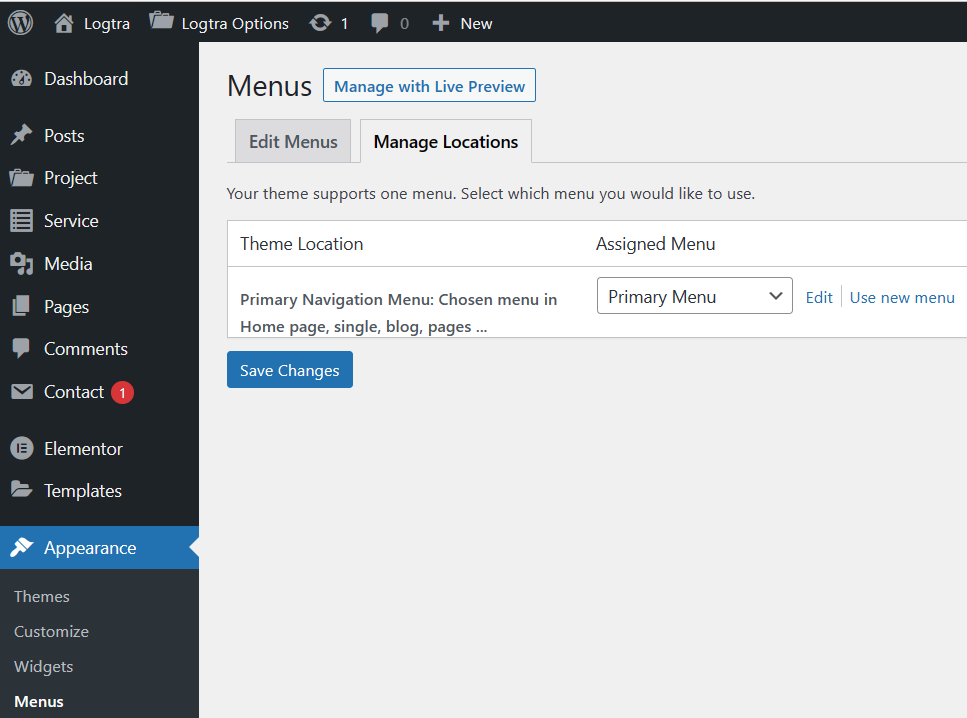 Logtra Logtra Options 1 0 New
Dashboard
Posts
Project
Service
Media
Pages
Comments
Contact 1
Elementor
Templates
Appearance
Themes
Customize
Widgets
Menus
Menus Manage with Live Preview
Edit Menus Manage Locations
Your theme supports one menu. Select which menu you would like to use.
Theme Location Assigned Menu
Primary Navigation Menu: Chosen menu in
Home page, single, blog, pages ...
Primary Menu Edit Use new menu
Save Changes